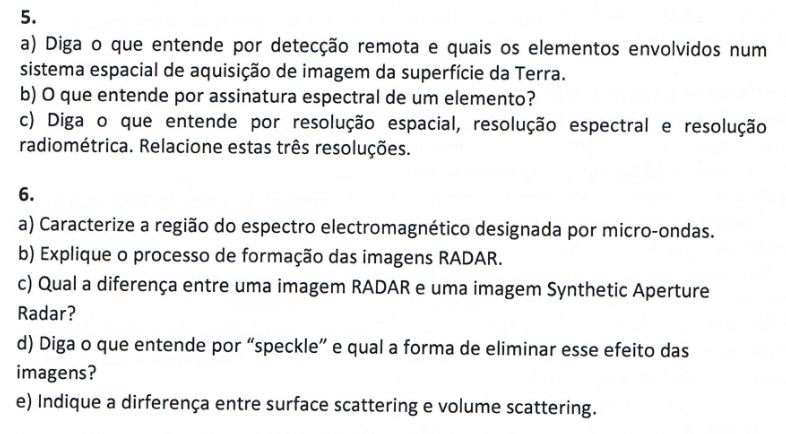 5.
a) Diga o que entende por detecção remota e quais os elementos envolvidos num
sistema espacial de aquisição de imagem da superfície da Terra.
b) O que entende por assinatura espectral de um elemento?
c) Diga o que entende por resolução espacial, resolução espectral e resolução
radiométrica. Relacione estas três resoluções.
6.
a) Caracterize a região do espectro electromagnético designada por micro-ondas.
b) Explique o processo de formação das imagens RADAR.
c) Qual a diferença entre uma imagem RADAR e uma imagem Synthetic Aperture
Radar?
d) Diga o que entende por “speckle” e qual a forma de eliminar esse efeito das
imagens?
e) Indique a dirferença entre surface scattering e volume scattering.